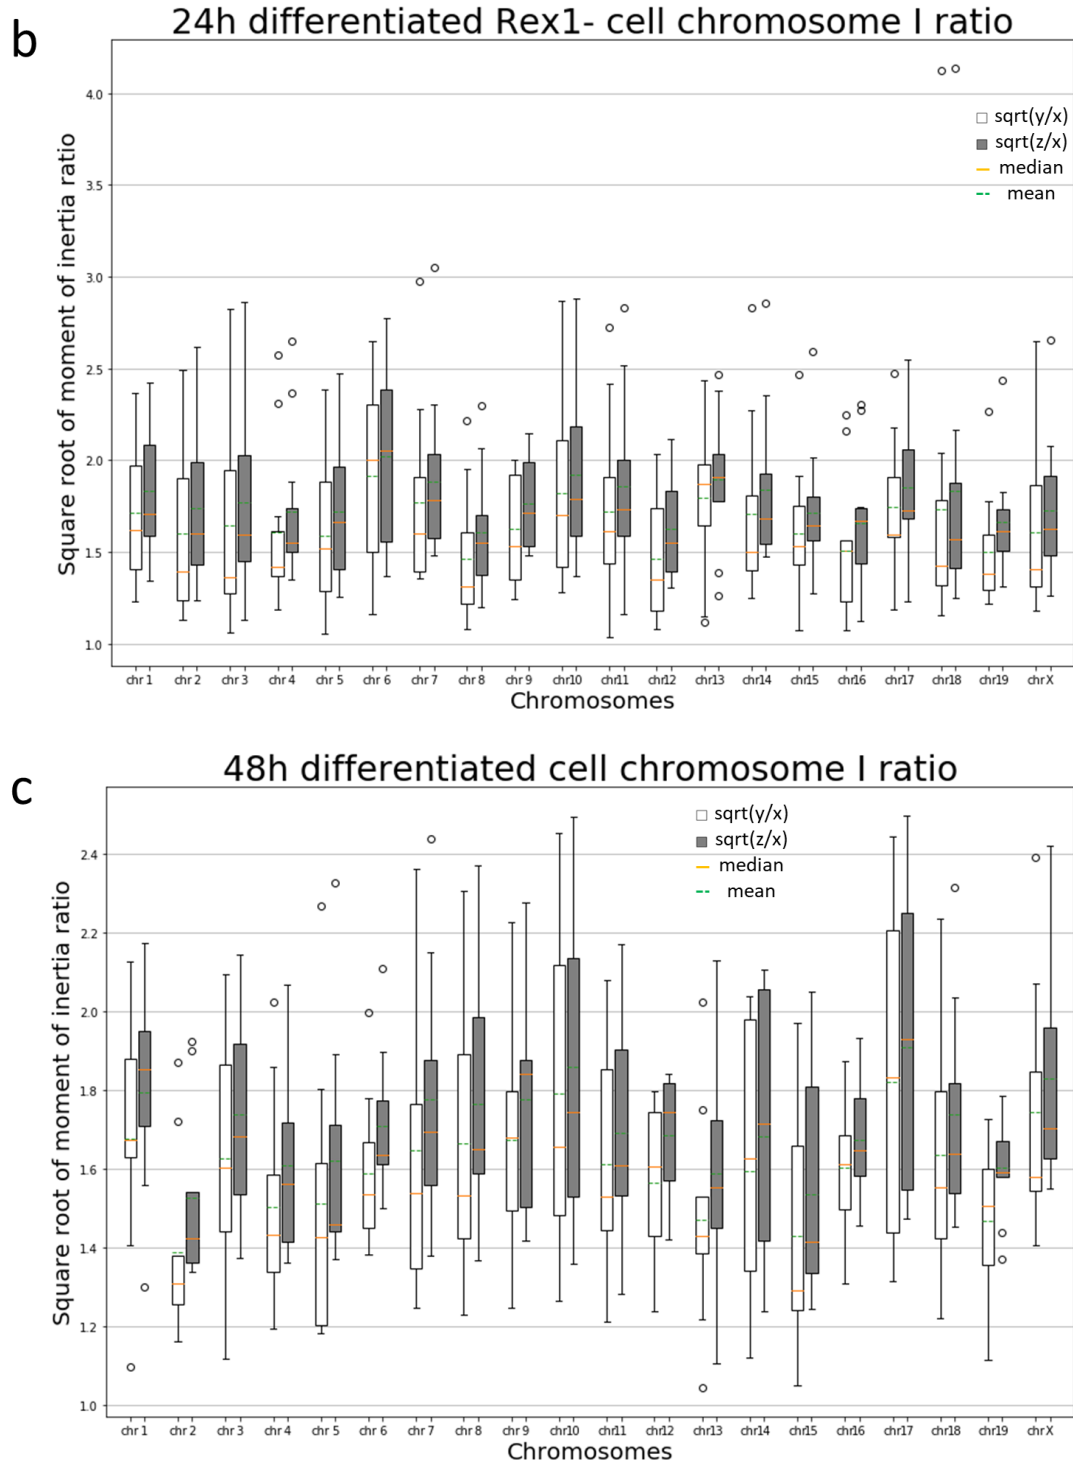 b
24h differentiated Rex1- cell chromosome I ratio
Square root of moment of inertia ratio
4.0
3.5
3.0
2.5
2.0
1.5
1.0
sqrt(y/x)
sqrt(z/x)
median
mean
chr 1 chr 2 chr 3 chr 4 chr 5 chr 6 chr 7 chr 8 chr 9 chr10 chr11 chr12 chr13 chr14 chr15 chr16 chr17 chr18 chr19 chr X
Chromosomes
c
48h differentiated cell chromosome I ratio
Square root of moment of inertia ratio
2.4
2.2
2.0
1.8
1.6
1.4
1.2
1.0
sqrt(y/x)
sqrt(z/x)
median
mean
chr 1 chr 2 chr 3 chr 4 chr 5 chr 6 chr 7 chr 8 chr 9 chr10 chr11 chr12 chr13 chr14 chr15 chr16 chr17 chr18 chr19 chr X
Chromosomes